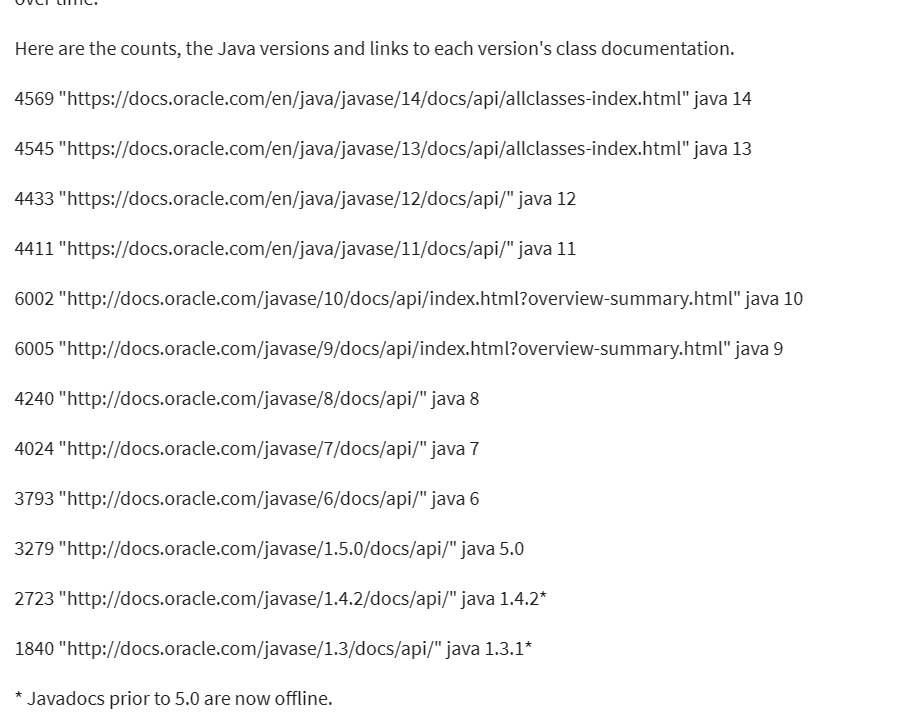 over time.
Here are the counts, the Java versions and links to each version's class documentation.
4569 "https://docs.oracle.com/en/java/javase/14/docs/api/allclasses-index.html" java 14
4545 "https://docs.oracle.com/en/java/javase/13/docs/api/allclasses-index.html" java 13
4433 "https://docs.oracle.com/en/java/javase/12/docs/api/" java 12
4411 "https://docs.oracle.com/en/java/javase/11/docs/api/" java 11
6002 "http://docs.oracle.com/javase/10/docs/api/index.html?overview-summary.html" java 10
6005 "http://docs.oracle.com/javase/9/docs/api/index.html?overview-summary.html" java 9
4240 "http://docs.oracle.com/javase/8/docs/api/" java 8
4024 "http://docs.oracle.com/javase/7/docs/api/" java 7
3793 "http://docs.oracle.com/javase/6/docs/api/" java 6
3279 "http://docs.oracle.com/javase/1.5.0/docs/api/" java 5.0
2723 "http://docs.oracle.com/javase/1.4.2/docs/api/" java 1.4.2*
1840 "http://docs.oracle.com/javase/1.3/docs/api/" java 1.3.1*
* Javadocs prior to 5.0 are now offline.